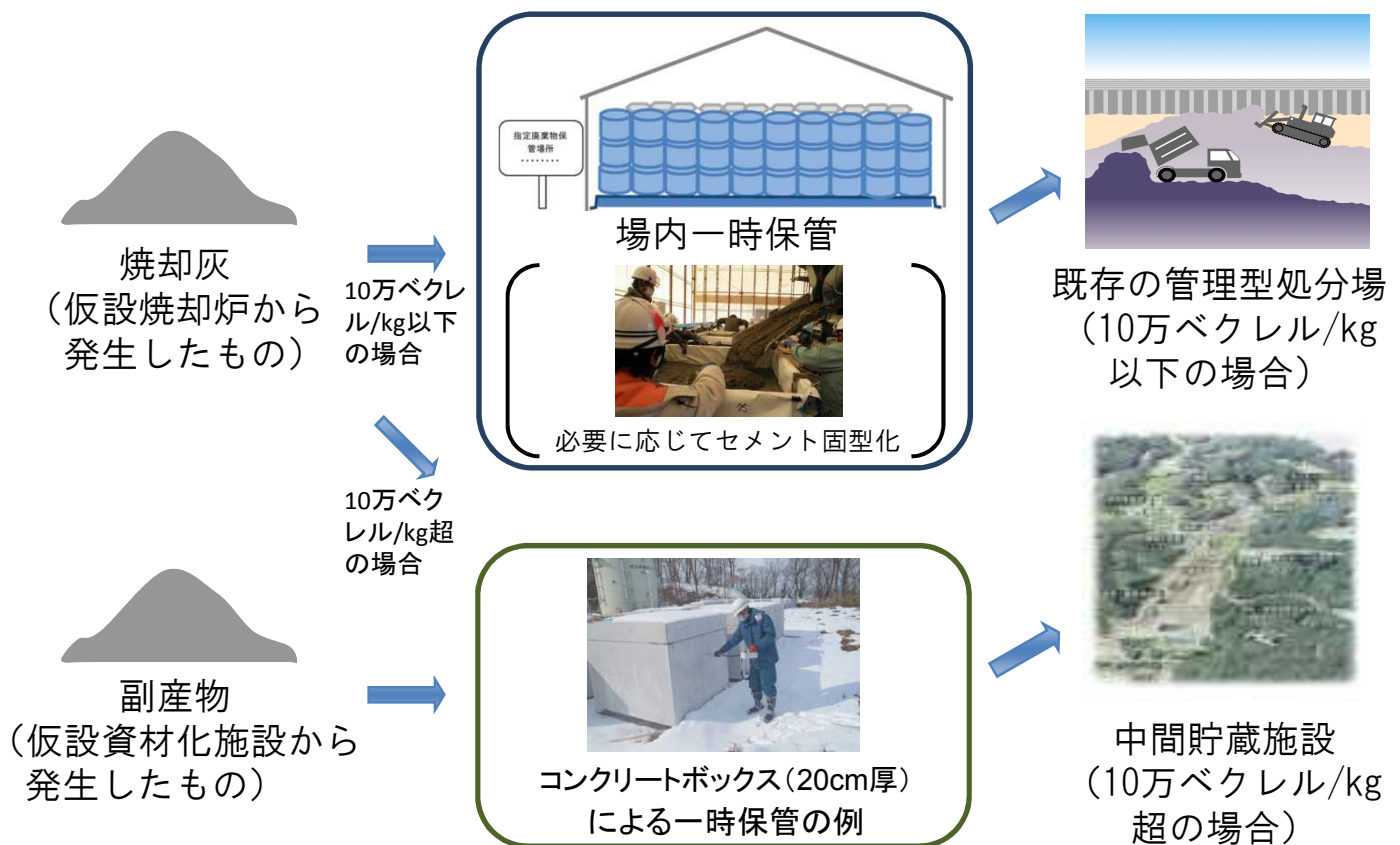 焼却灰
（仮設焼却炉から
発生したもの）
10万ベクレ
ル/kg以下
の場合
10万ベク
レル/kg超
の場合
副産物
（仮設資材化施設から
発生したもの）
指定廃棄物保
管場所
････････
場内一時保管
必要に応じてセメント固型化
コンクリートボックス（20cm厚）
による一時保管の例
既存の管理型処分場
（10万ベクレル/kg
以下の場合）
中間貯蔵施設
（10万ベクレル/kg
超の場合）